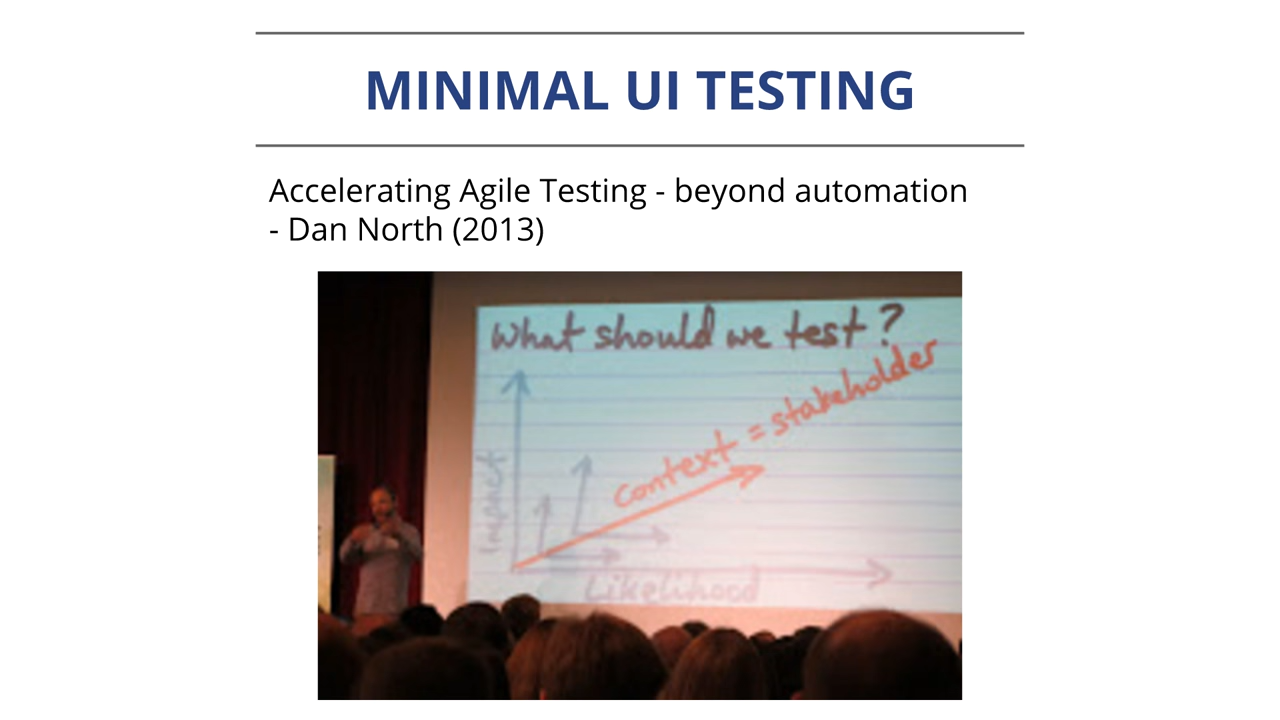 MINIMAL UI TESTING
Accelerating Agile Testing - beyond automation
- Dan North (2013)
What should we test?
context = stakeholder
Impact
Likelihood